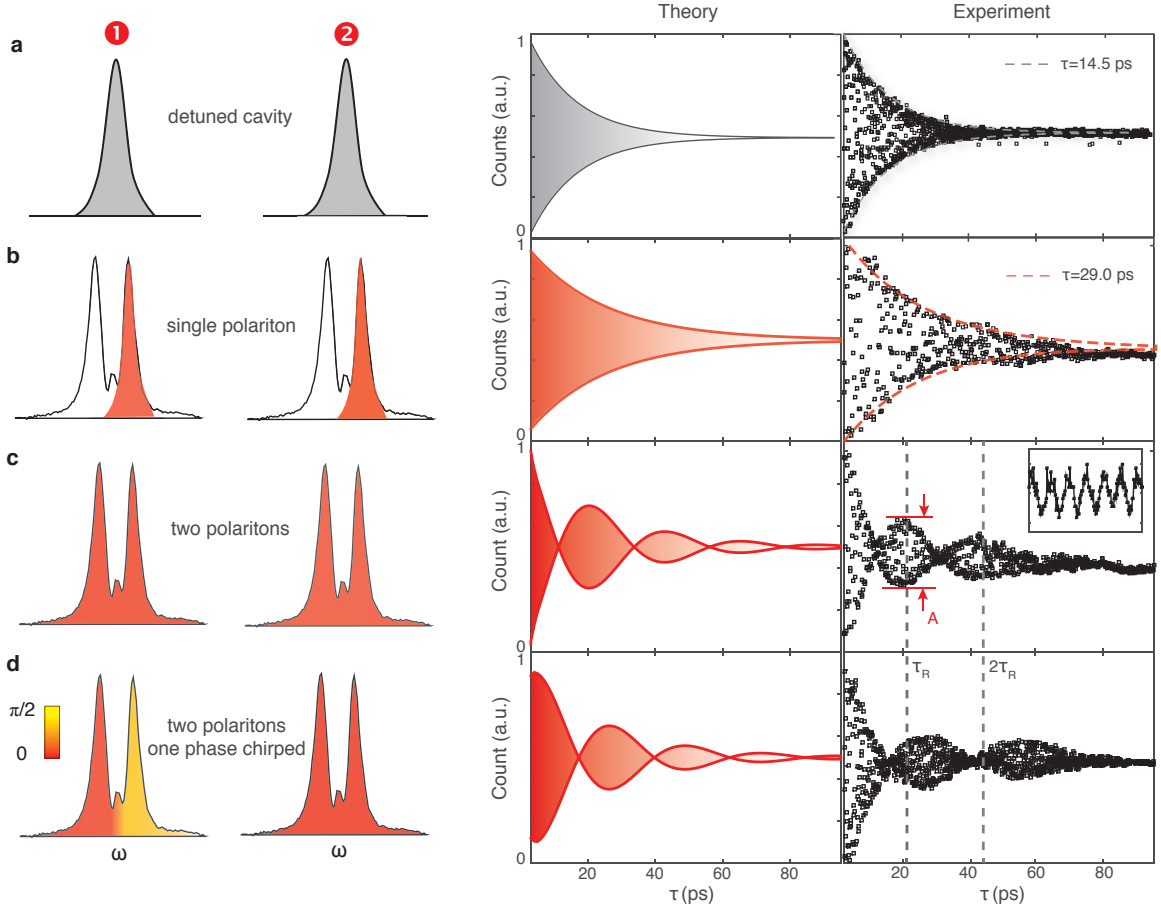 Theory
Experiment
a
1
2
detuned cavity
Counts (a.u.)
1
0
τ=14.5 ps
b
single polariton
Counts (a.u.)
1
0
τ=29.0 ps
c
two polaritons
Count (a.u.)
1
0
A
d
π/2
0
two polaritons
one phase chirped
Count (a.u.)
1
0
τR
2τR
ω
ω
20
40
60
80
20
40
60
80
τ (ps)
τ (ps)